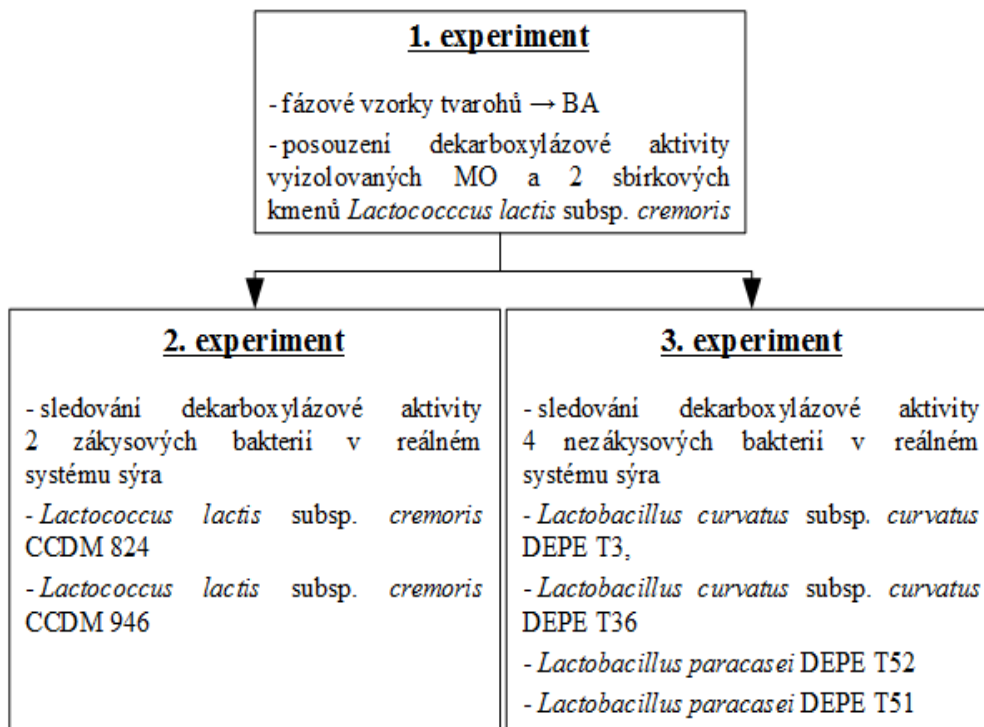 1. experiment
- fázové vzorky tvarohů → BA
- posouzení dekarboxylázové aktivity
vyizolovaných MO a 2 sbírkových
kmenů Lactococccus lactis subsp. cremoris
2. experiment
- sledování dekarboxylázové aktivity
2 zákysových bakterií v reálném
systému sýra
- Lactococcus lactis subsp. cremoris
CCDM 824
- Lactococcus lactis subsp. cremoris
CCDM 946
3. experiment
- sledování dekarboxylázové aktivity
4 nezákysových bakterií v reálném
systému sýra
- Lactobacillus curvatus subsp. curvatus
DEPE T3,
- Lactobacillus curvatus subsp. curvatus
DEPE T36
- Lactobacillus paracasei DEPE T52
- Lactobacillus paracasei DEPE T51